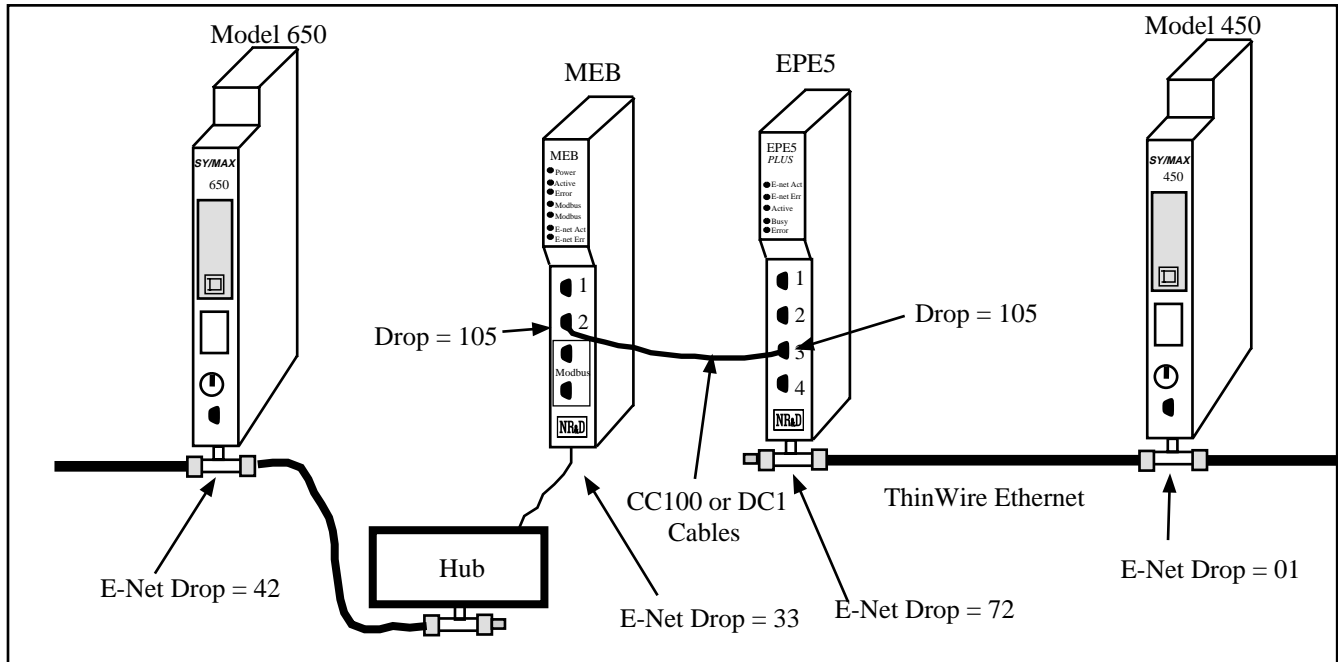 Model 650
Model 450
MEB
EPE5
SY/MAX
650
MEB
Power
Active
Error
Modbus
Modbus
E-net Act
E-net Err
EPE5
PLUS
E-net Act
E-net Err
Active
Busy
Error
SY/MAX
450
1
2
Modbus
NR&D
1
2
3
4
NR&D
Drop = 105
Drop = 105
CC100 or DC1
Cables
ThinWire Ethernet
Hub
E-Net Drop = 42
E-Net Drop = 33
E-Net Drop = 72
E-Net Drop = 01